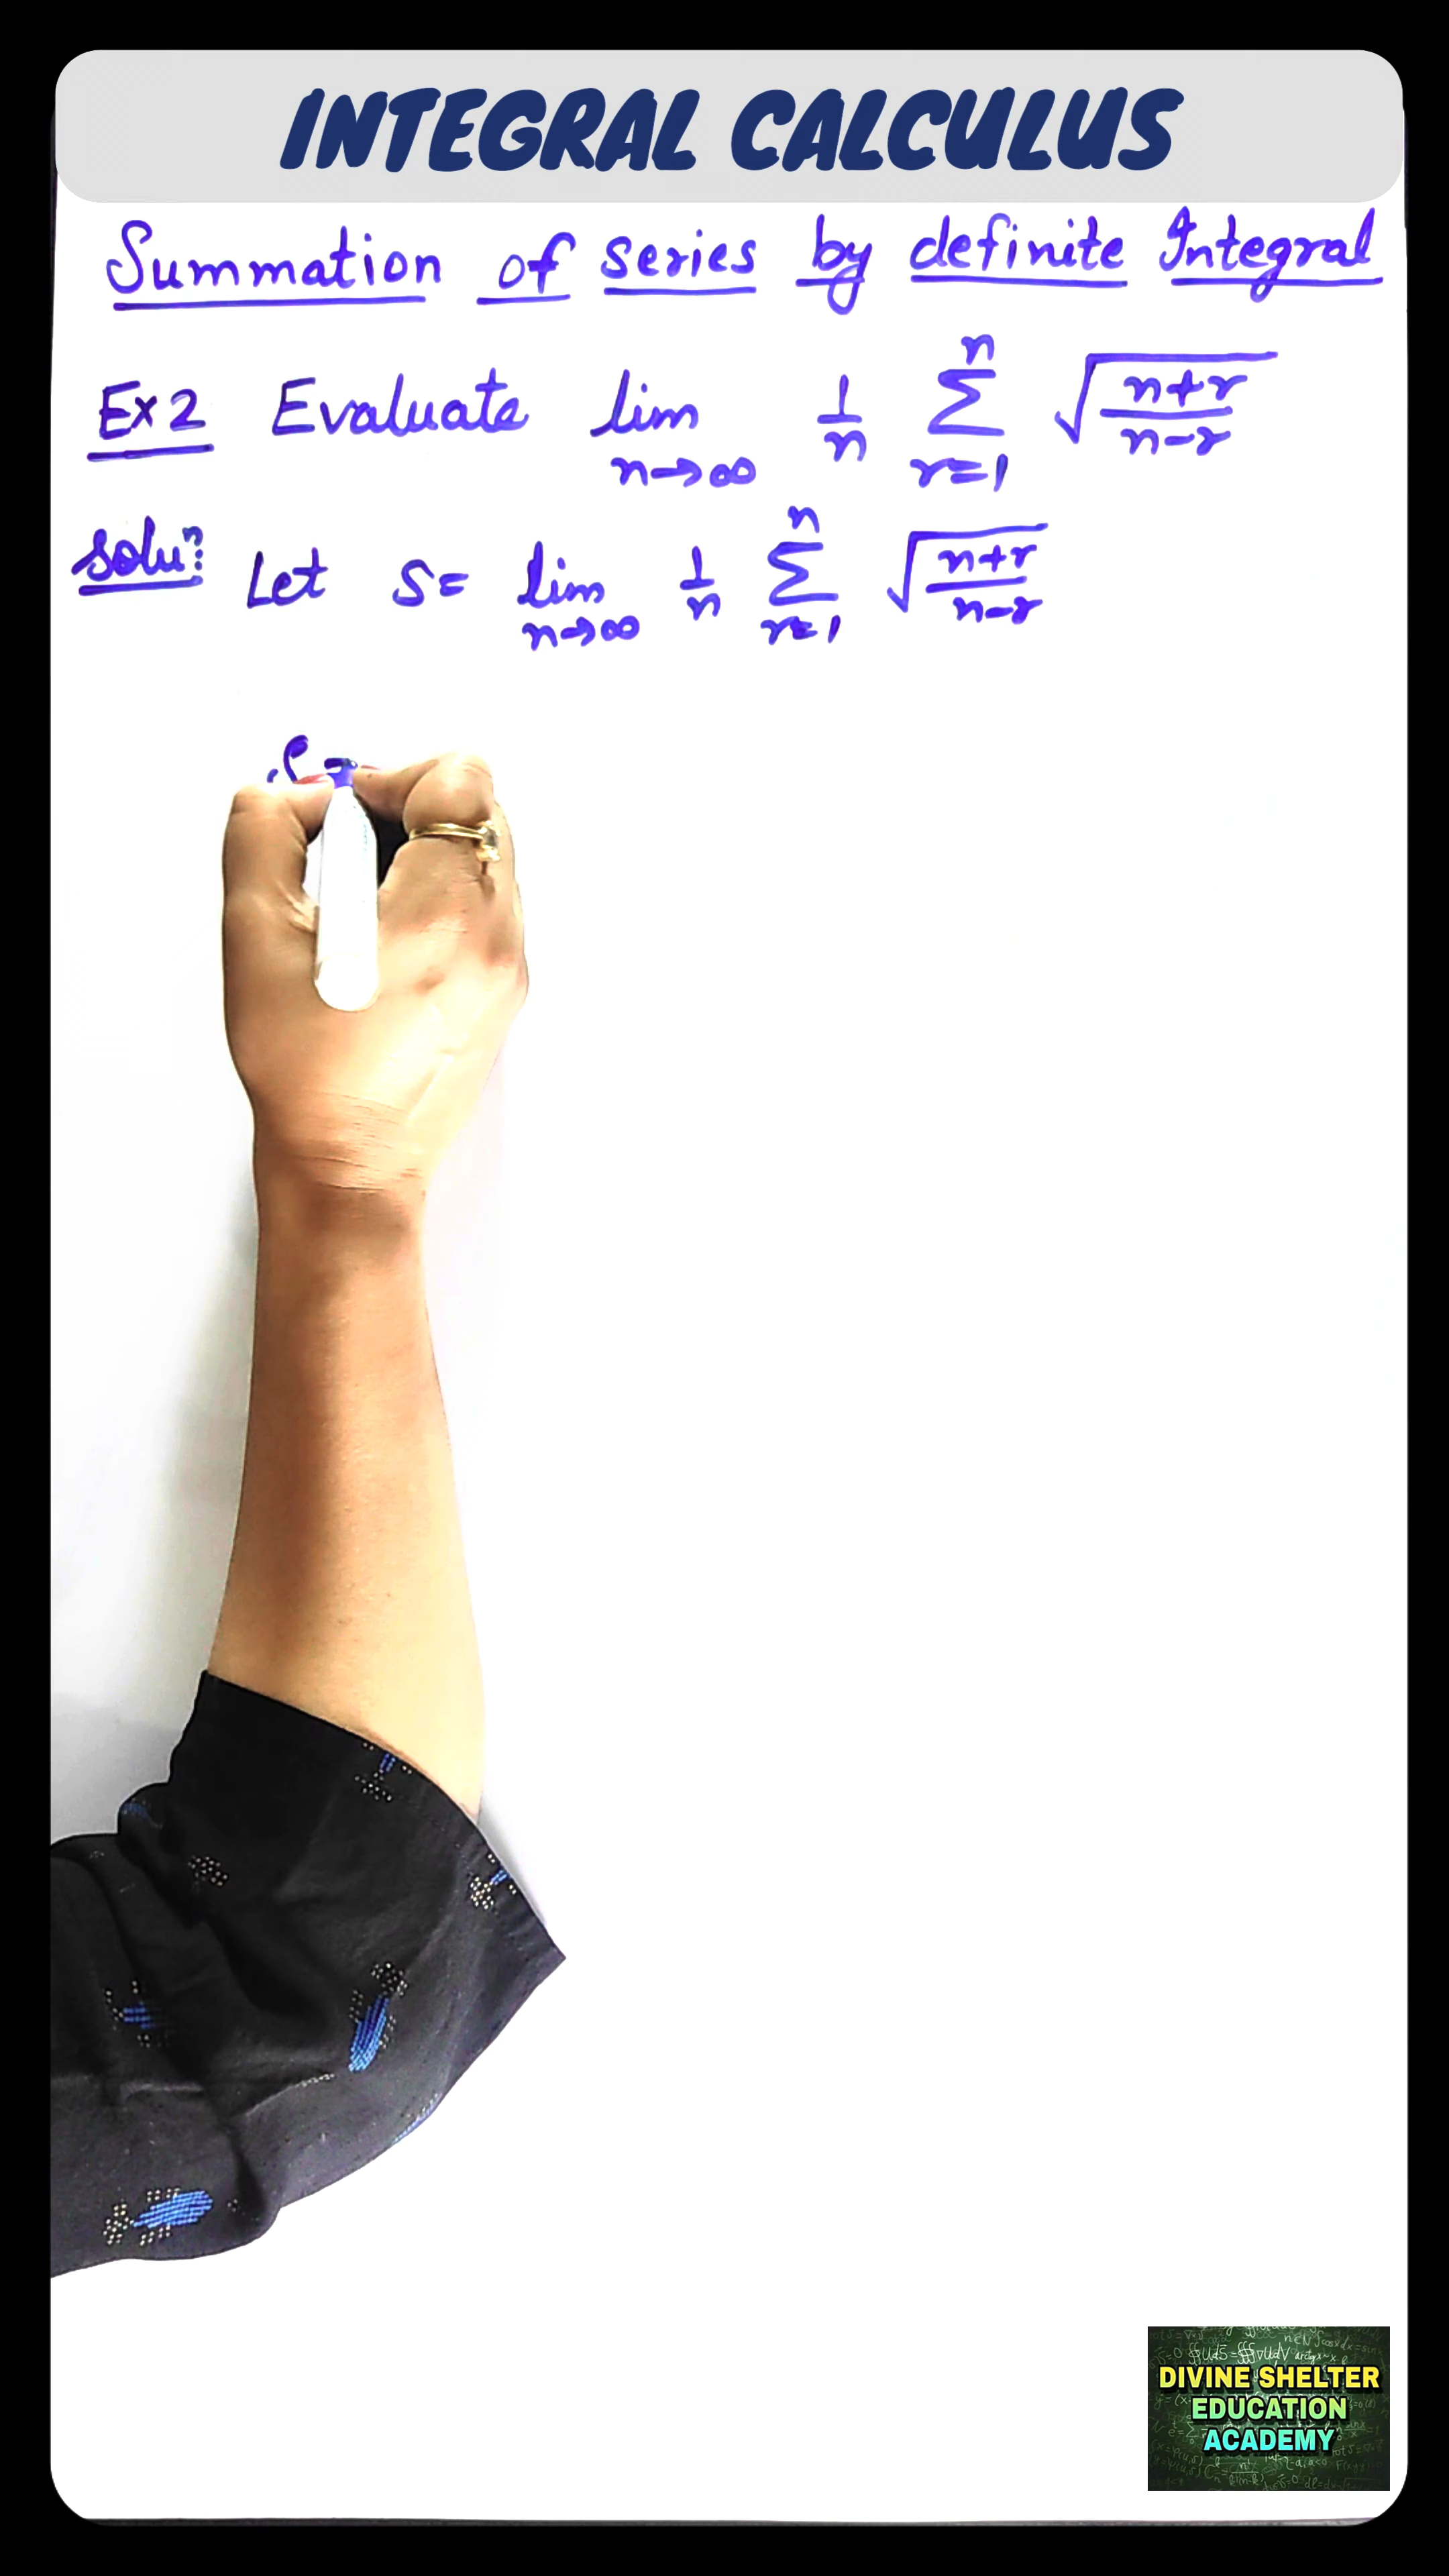 INTEGRAL CALCULUS
Summation of series by definite Integral
Ex 2 Evaluate lim n→∞ 1/n Σ r=1 n √(n+r/n-r)
Soluⁿ: Let S = lim n→∞ 1/n Σ r=1 n √(n+r/n-r)
S =
DIVINE SHELTER
EDUCATION
ACADEMY